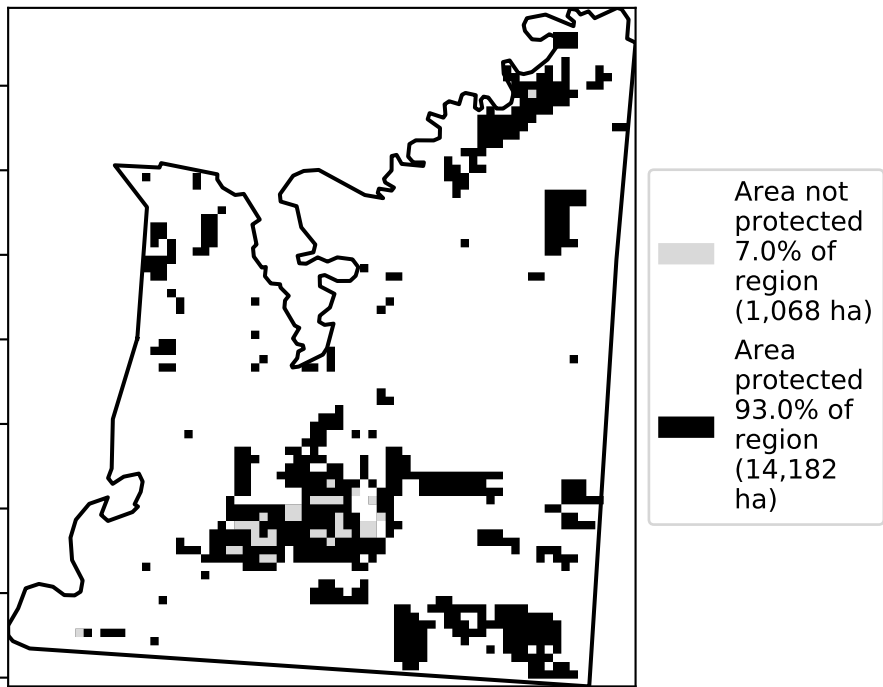 Area not
protected
7.0% of
region
(1,068 ha)
Area
protected
93.0% of
region
(14,182
ha)